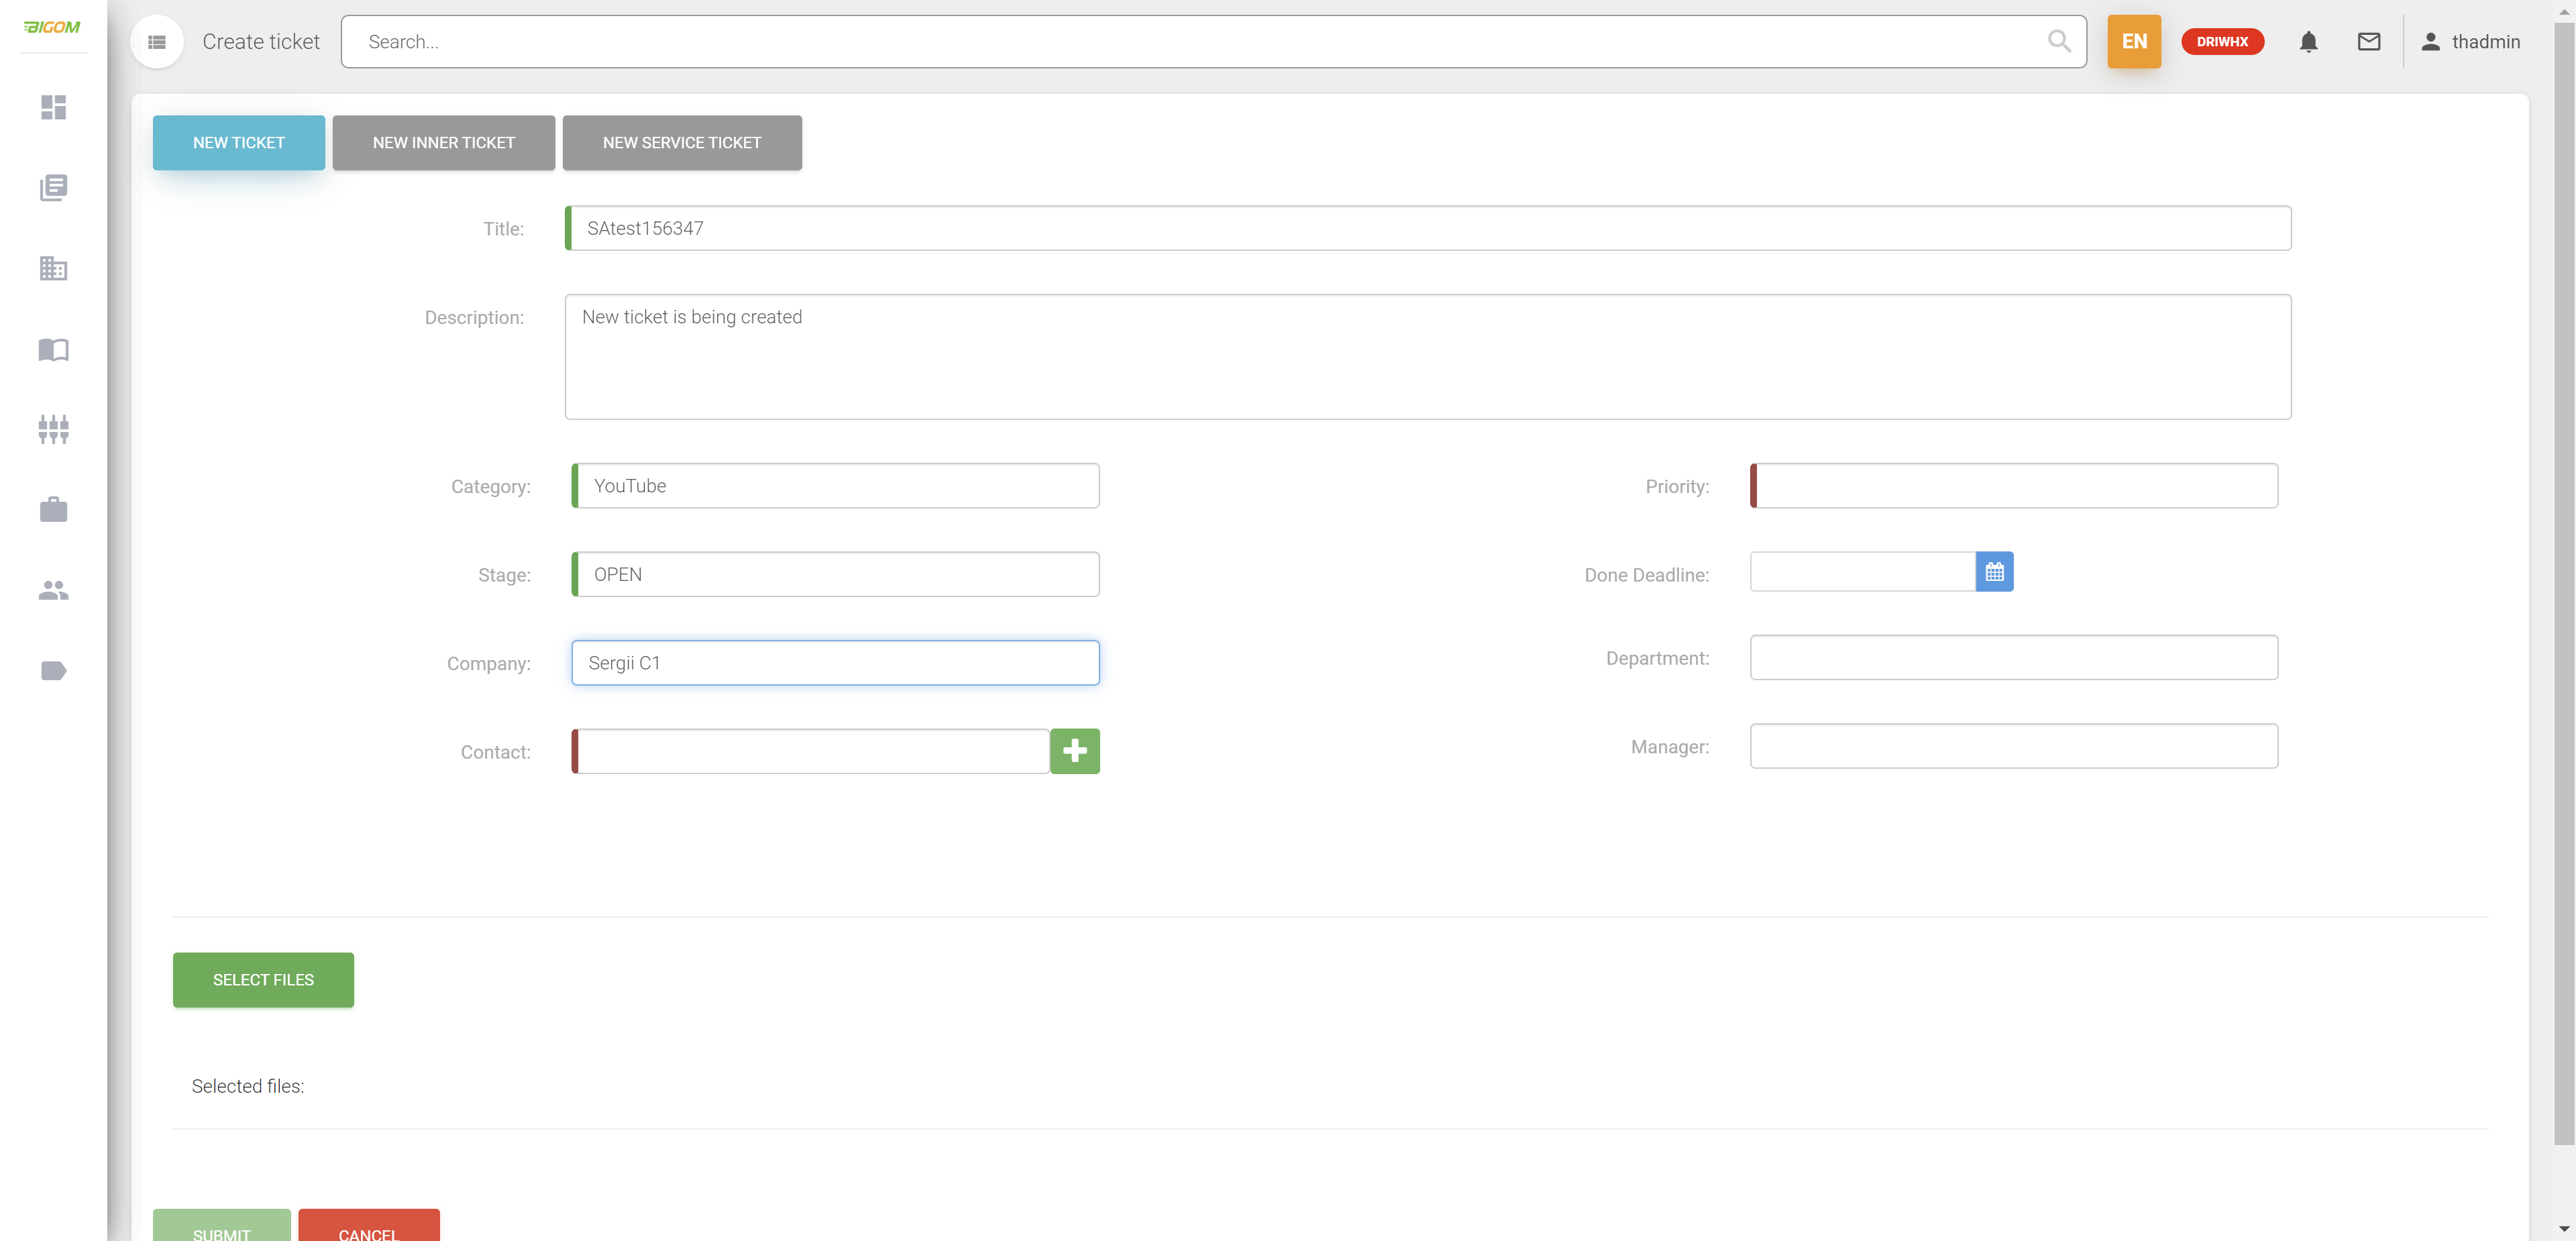 BIGOM
Create ticket
Search...
EN
DRIWHX
thadmin
NEW TICKET
NEW INNER TICKET
NEW SERVICE TICKET
Title:
SAtest156347
Description:
New ticket is being created
Category:
YouTube
Priority:
Stage:
OPEN
Done Deadline:
Company:
Sergii C1
Department:
Contact:
Manager:
SELECT FILES
Selected files:
SUBMIT
CANCEL